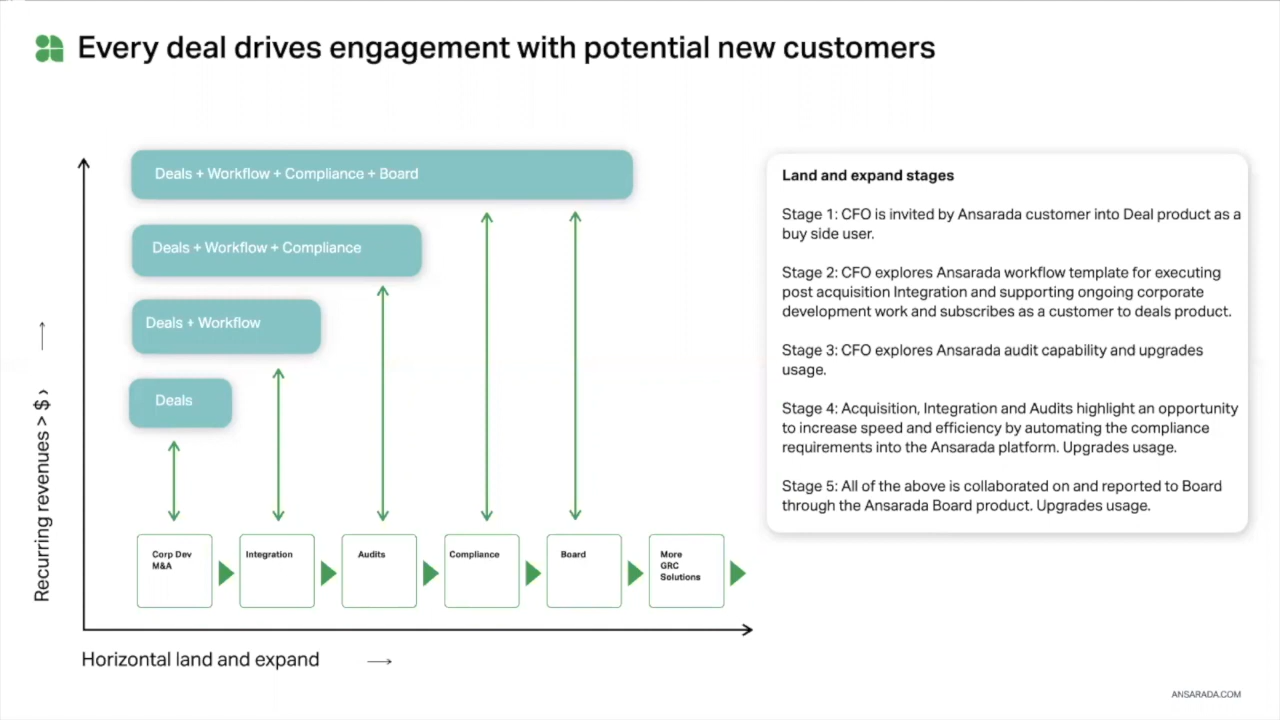 Every deal drives engagement with potential new customers
Deals + Workflow + Compliance + Board
Deals + Workflow + Compliance
Deals + Workflow
Deals
Recurring revenues > $ >
Corp Dev
M&A
Integration
Audits
Compliance
Board
More
GRC
Solutions
Horizontal land and expand
Land and expand stages
Stage 1: CFO is invited by Ansarada customer into Deal product as a
buy side user.
Stage 2: CFO explores Ansarada workflow template for executing
post acquisition Integration and supporting ongoing corporate
development work and subscribes as a customer to deals product.
Stage 3: CFO explores Ansarada audit capability and upgrades
usage.
Stage 4: Acquisition, Integration and Audits highlight an opportunity
to increase speed and efficiency by automating the compliance
requirements into the Ansarada platform. Upgrades usage.
Stage 5: All of the above is collaborated on and reported to Board
through the Ansarada Board product. Upgrades usage.
ANSARADA.COM